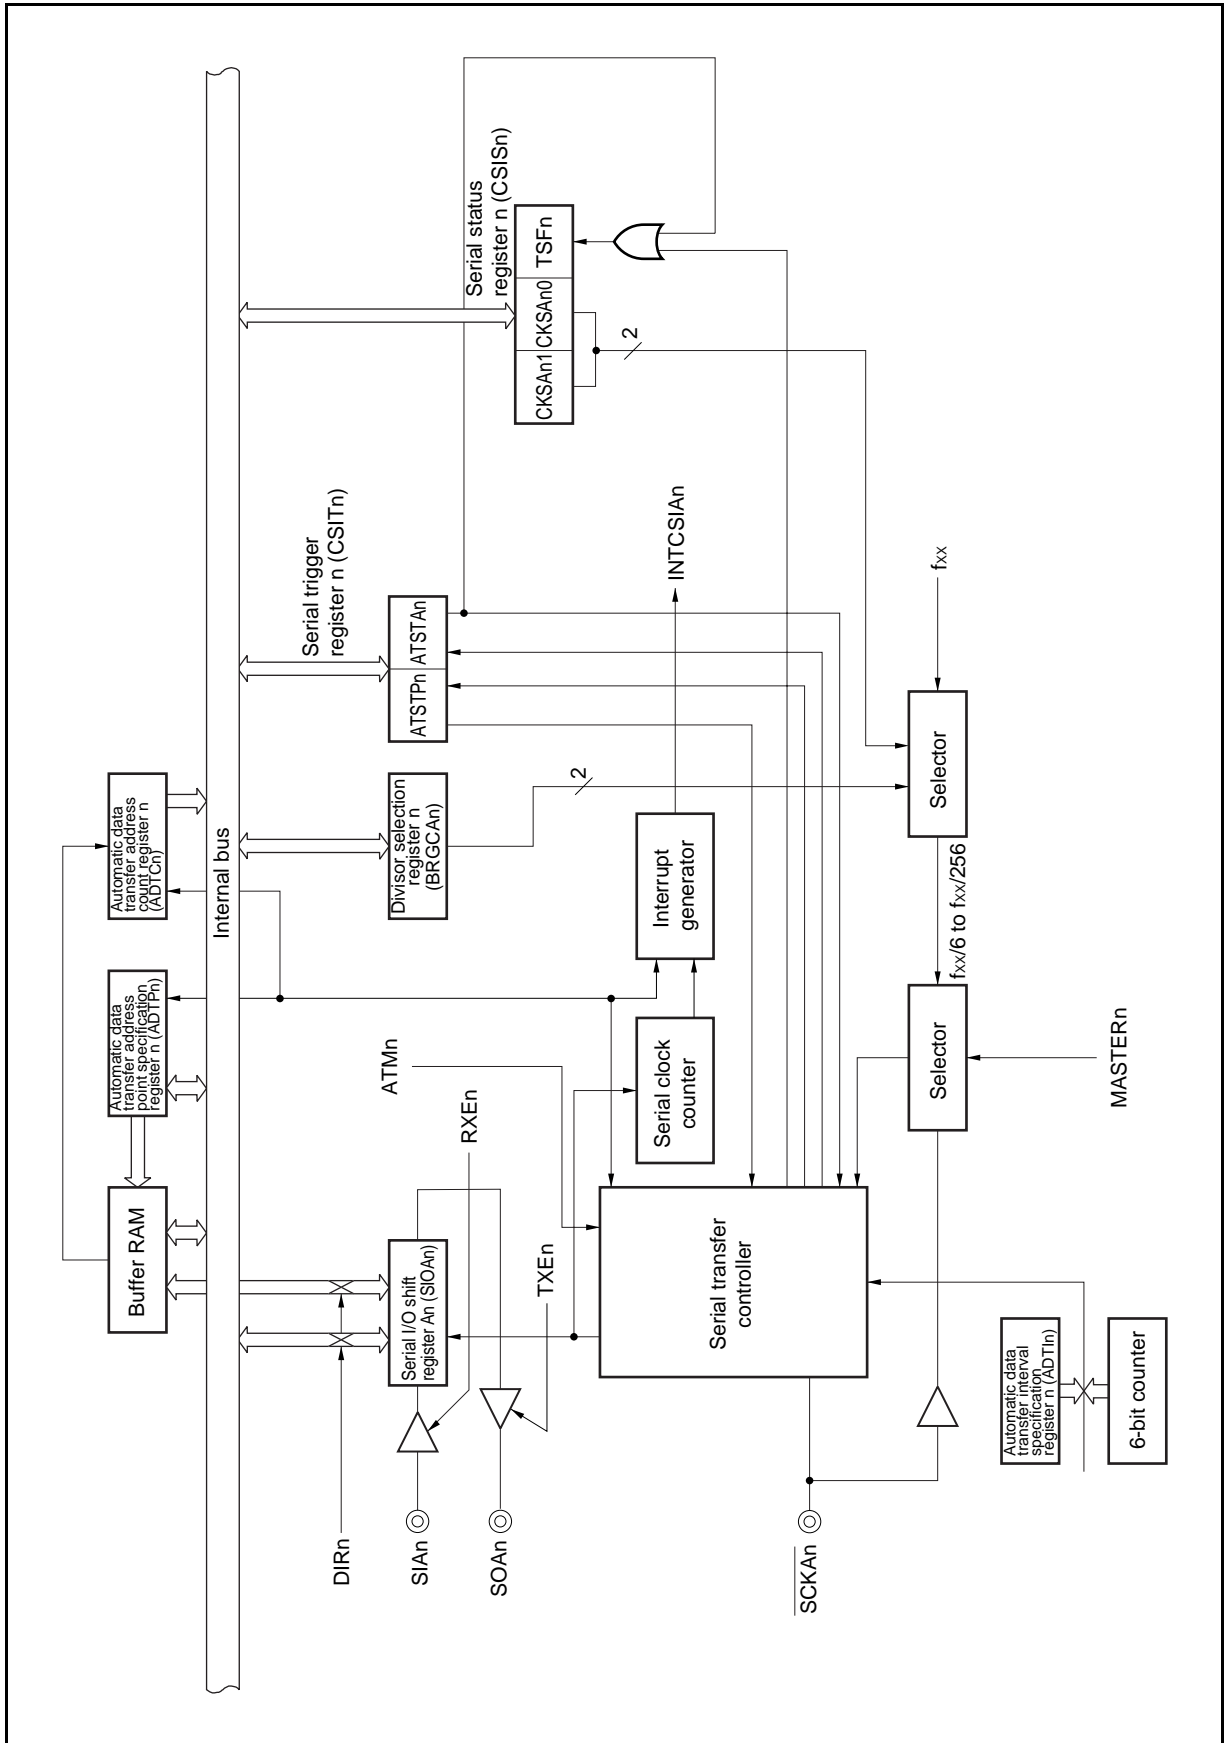 Buffer RAM
Automatic data
transfer address
point specification
register n (ADTPn)
Automatic data
transfer address
count register n
(ADTCn)
Internal bus
DIRn
SIAn
SOAn
Serial I/O shift
register An (SIOAn)
RXEn
TXEn
ATMn
Divisor selection
register n
(BRGCAn)
2
Serial trigger
register n (CSITn)
ATSTPn
ATSTAn
Serial status
register n (CSISn)
CKSAn1
CKSAn0
TSFn
2
Serial clock
counter
Interrupt
generator
INTCSIAn
Serial transfer
controller
SCKAn
Selector
fXX/6 to fXX/256
Selector
fXX
MASTERn
Automatic data
transfer interval
specification
register n (ADTIn)
6-bit counter